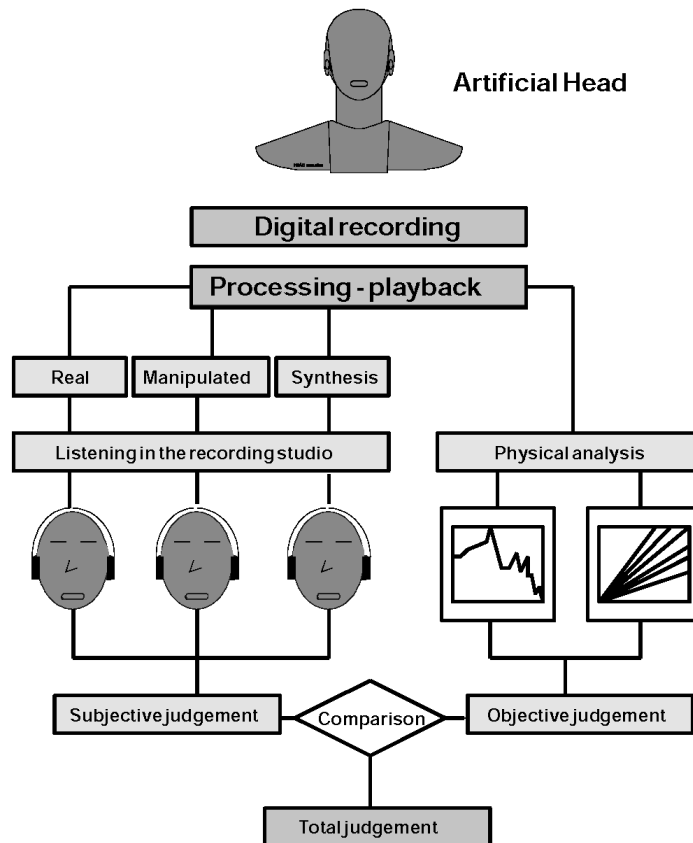 Artificial Head
Digital recording
Processing - playback
Real
Manipulated
Synthesis
Listening in the recording studio
Physical analysis
Subjective judgement
Comparison
Objective judgement
Total judgement